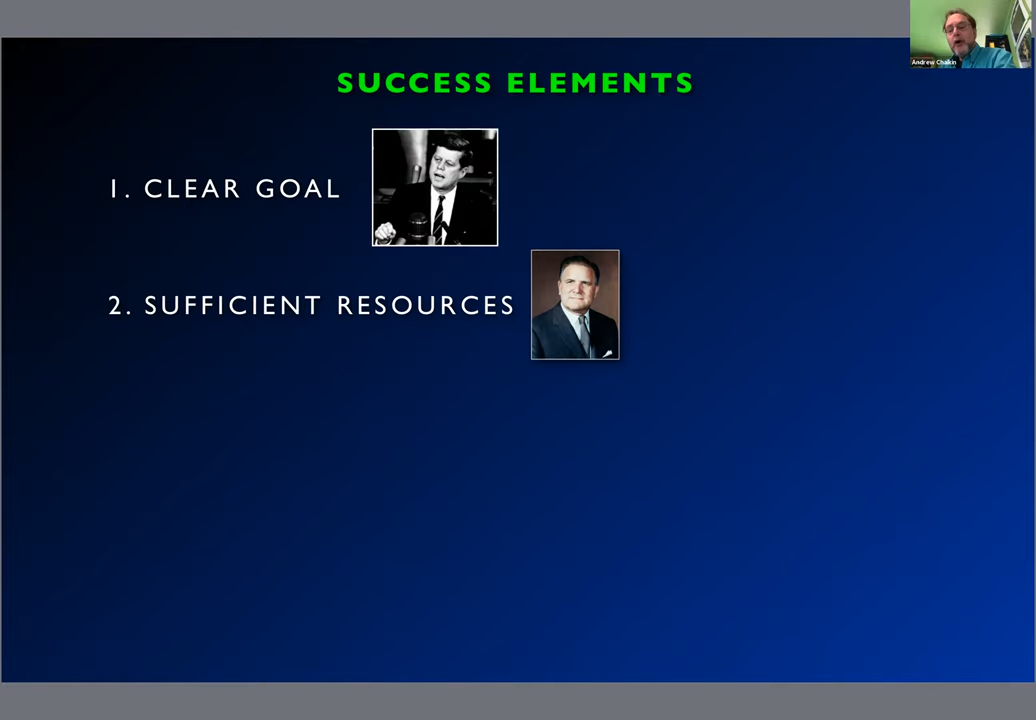 Andrew Chaikin
SUCCESS ELEMENTS
1. CLEAR GOAL
2. SUFFICIENT RESOURCES